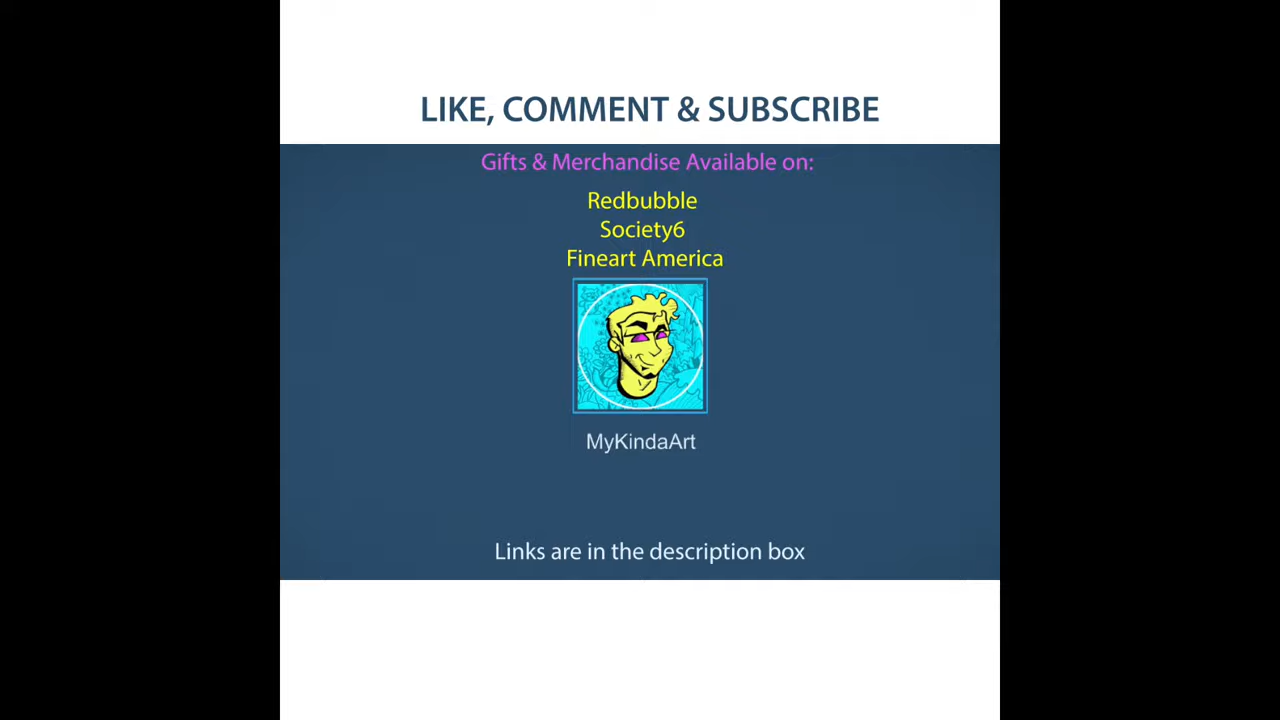 LIKE, COMMENT & SUBSCRIBE
Gifts & Merchandise Available on:
Redbubble
Society6
Fineart America
MyKindaArt
Links are in the description box